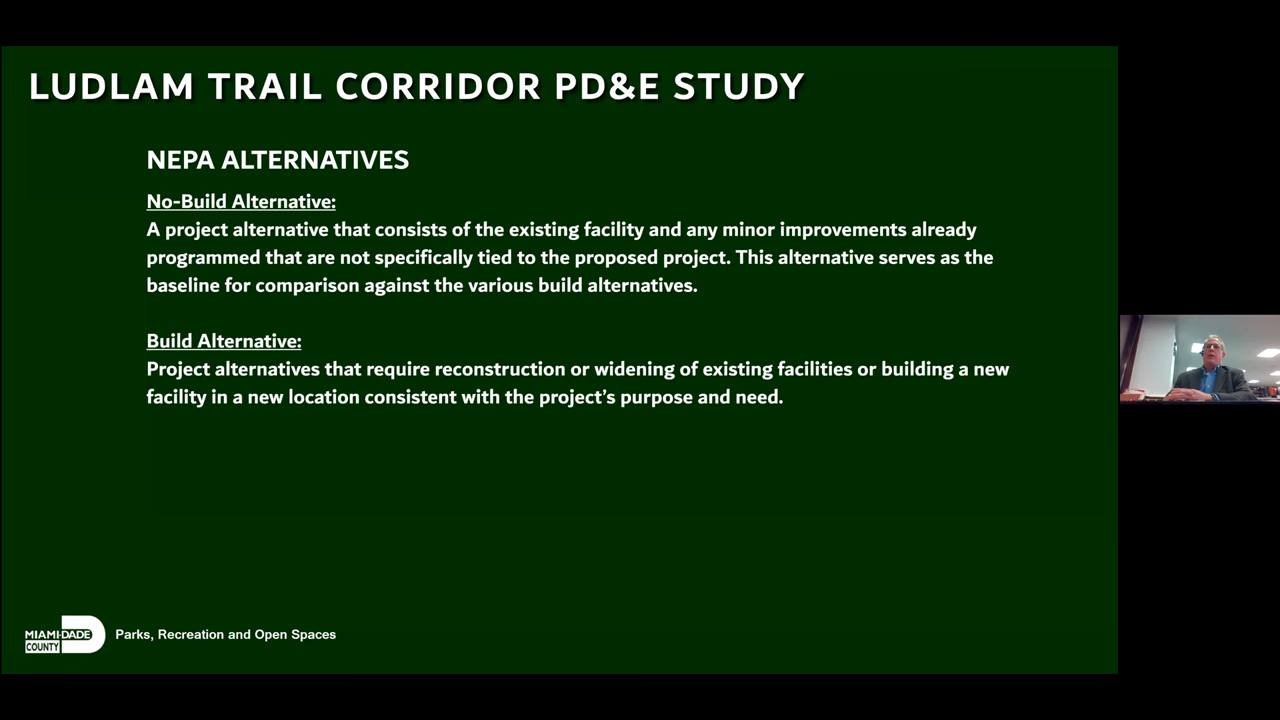 LUDLAM TRAIL CORRIDOR PD&E STUDY
NEPA ALTERNATIVES
No-Build Alternative:
A project alternative that consists of the existing facility and any minor improvements already
programmed that are not specifically tied to the proposed project. This alternative serves as the
baseline for comparison against the various build alternatives.
Build Alternative:
Project alternatives that require reconstruction or widening of existing facilities or building a new
facility in a new location consistent with the project’s purpose and need.
MIAMI-DADE
COUNTY
Parks, Recreation and Open Spaces